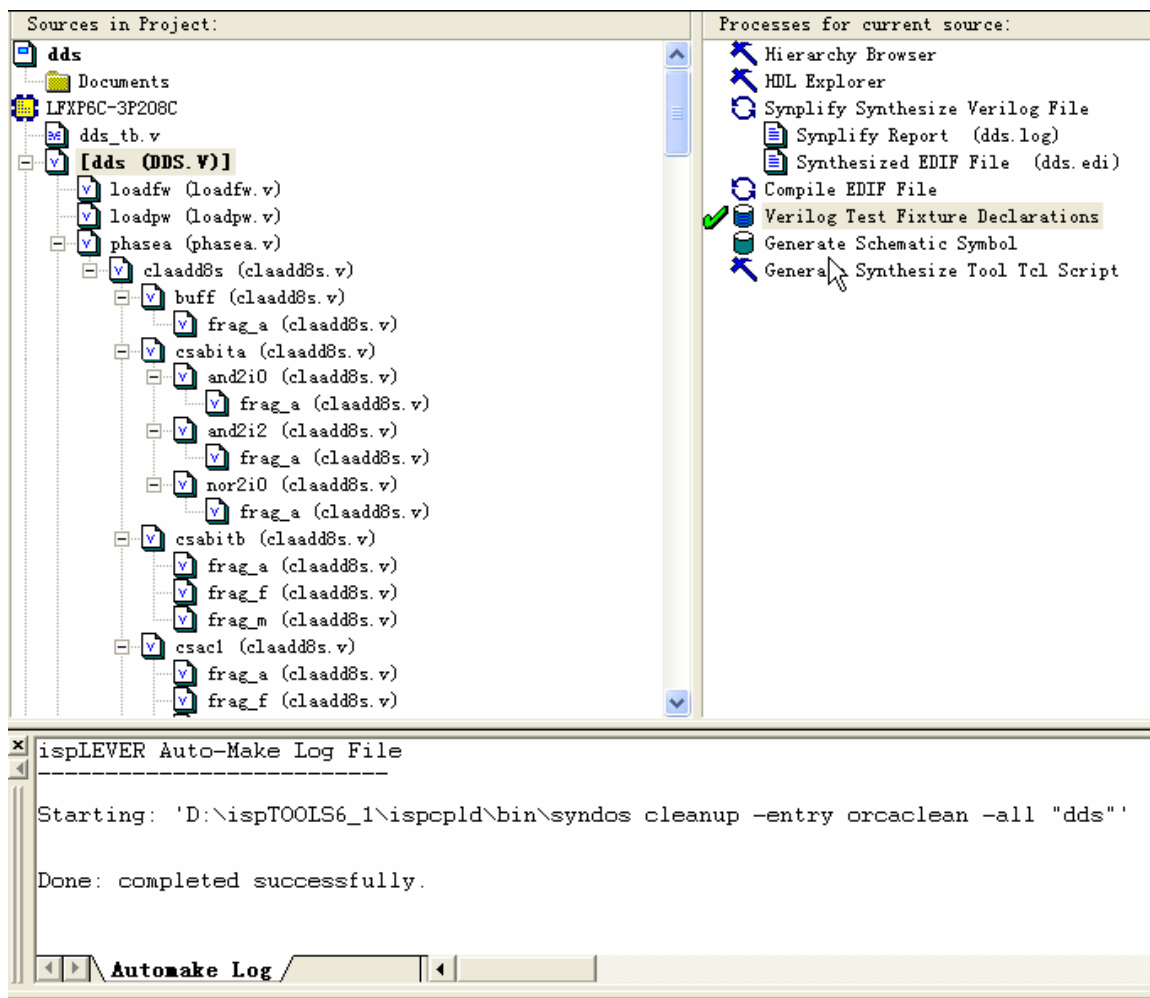 Sources in Project:
dds
Documents
LFXP6C-3P208C
dds_tb.v
[dds (DDS.V)]
loadfw (loadfw.v)
loadpw (loadpw.v)
phasea (phasea.v)
claadd8s (claadd8s.v)
buff (claadd8s.v)
frag_a (claadd8s.v)
csabita (claadd8s.v)
and2i0 (claadd8s.v)
frag_a (claadd8s.v)
and2i2 (claadd8s.v)
frag_a (claadd8s.v)
nor2i0 (claadd8s.v)
frag_a (claadd8s.v)
csabitb (claadd8s.v)
frag_a (claadd8s.v)
frag_f (claadd8s.v)
frag_m (claadd8s.v)
csac1 (claadd8s.v)
frag_a (claadd8s.v)
frag_f (claadd8s.v)
Processes for current source:
Hierarchy Browser
HDL Explorer
Synplify Synthesize Verilog File
Synplify Report (dds.log)
Synthesized EDIF File (dds.edi)
Compile EDIF File
Verilog Test Fixture Declarations
Generate Schematic Symbol
Generate Synthesize Tool Tcl Script
ispLEVER Auto-Make Log File
---------------------------
Starting: 'D:\ispTOOLS6_1\ispcpld\bin\syndos cleanup -entry orcaclean -all "dds"'
Done: completed successfully.
Automake Log